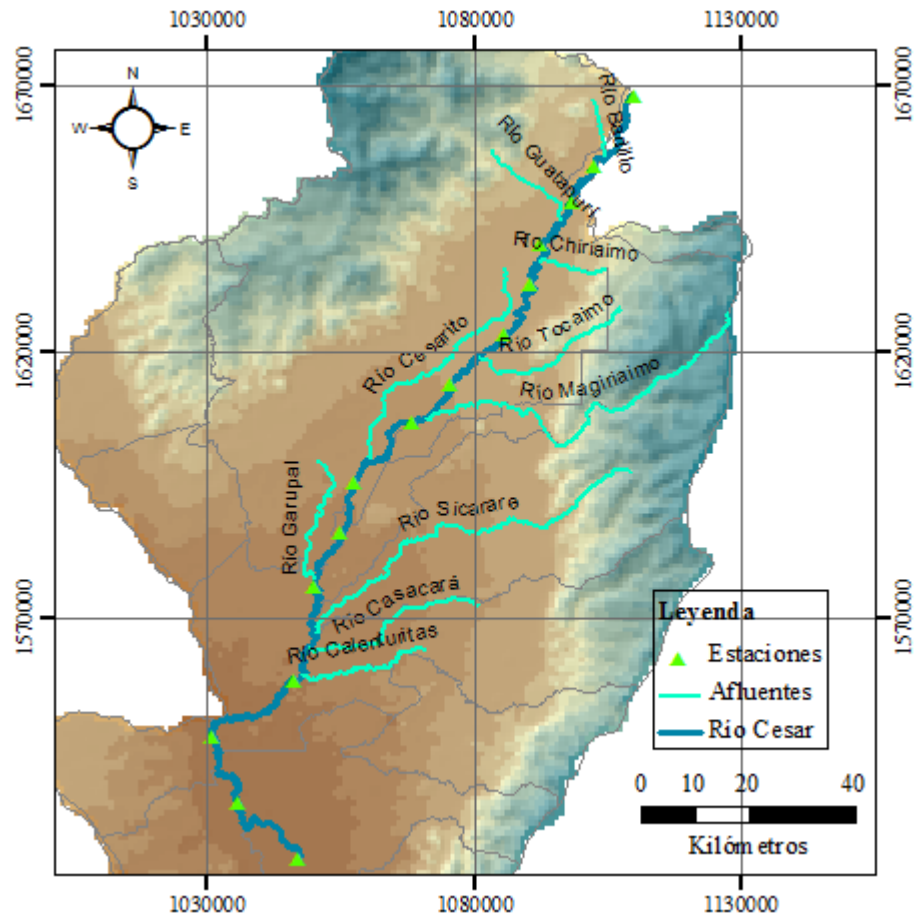 1030000 1080000 1130000
1670000 1670000
N
W E
S
Río Badillo
Río Guatapurí
Río Chiriaimo
Río Tocaimo
Río Cesarito
1620000 1620000
Río Magiriaimo
Río Garupal
Río Sicarare
Río Casacará
Río Calenturitas
1570000 1570000
Leyenda
Estaciones
Afluentes
Río Cesar
0 10 20 40
Kilómetros
1030000 1080000 1130000